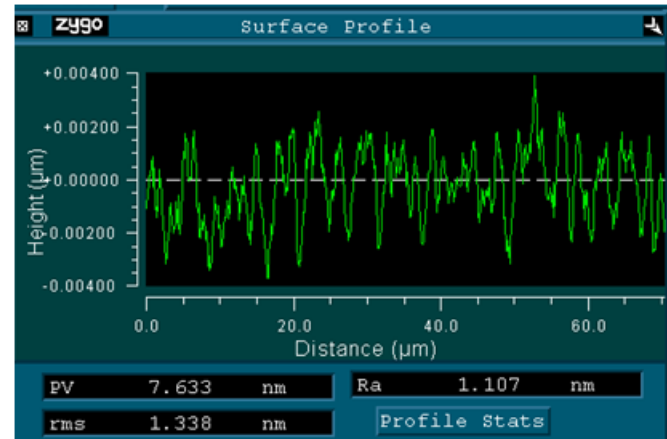 zygo Surface Profile
Height (µm)
+0.00400
+0.00200
+0.00000
-0.00200
-0.00400
0.0 20.0 40.0 60.0
Distance (µm)
PV 7.633 nm Ra 1.107 nm
rms 1.338 nm Profile Stats